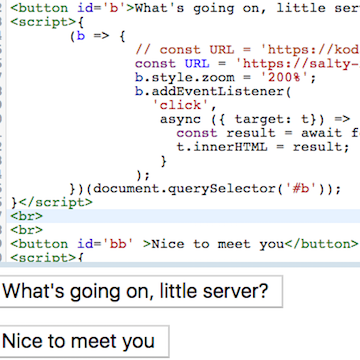 <button id='b'>What's going on, little ser
<script>{
(b => {
// const URL = 'https://kod
const URL = 'https://salty-
b.style.zoom = '200%';
b.addEventListener(
'click',
async ({ target: t}) =>
const result = await f
t.innerHTML = result;
}
);
})(document.querySelector('#b'));
}</script>
<br>
<br>
<button id='bb' >Nice to meet you</button>
<script>{
What's going on, little server?
Nice to meet you